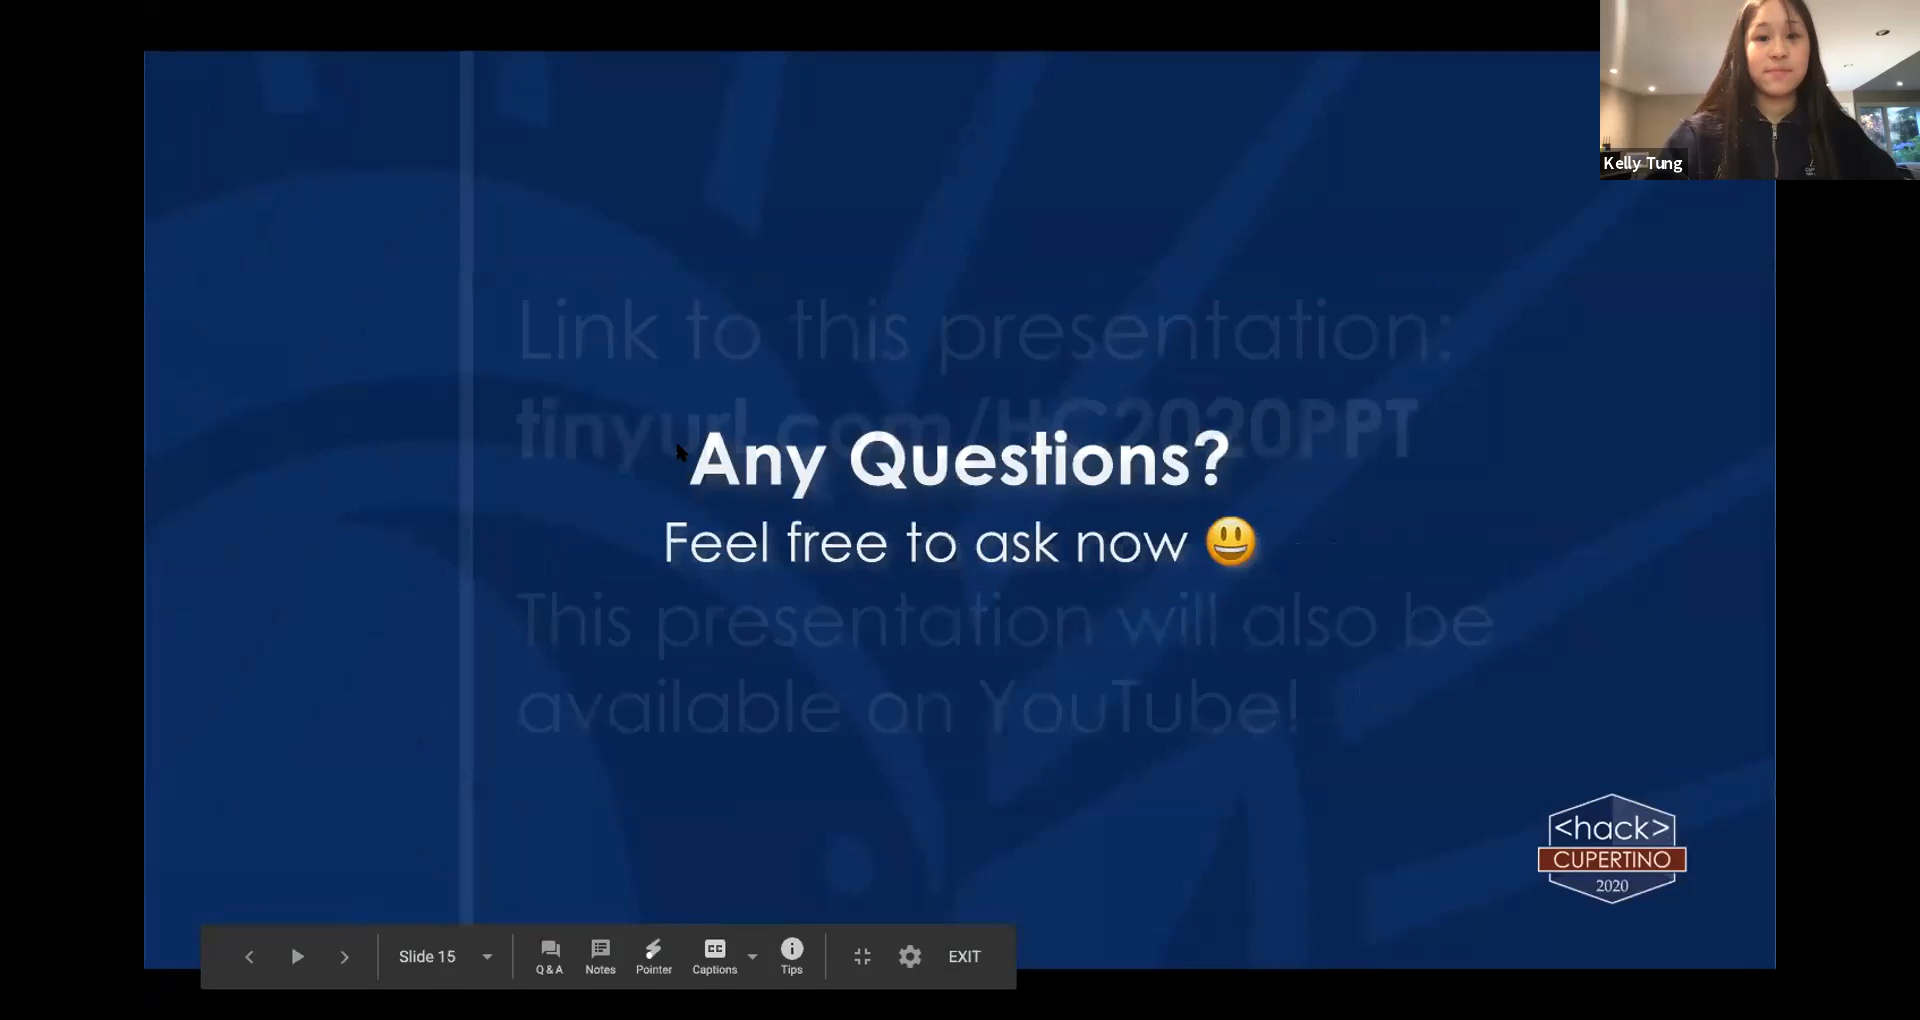 Kelly Tung
Link to this presentation:
tinyurl.com/HC2020PPT
Any Questions?
Feel free to ask now 😃
This presentation will also be
available on YouTube!
<hack>
CUPERTINO
2020
Slide 15
Q & A
Notes
Pointer
CC
Captions
Tips
EXIT